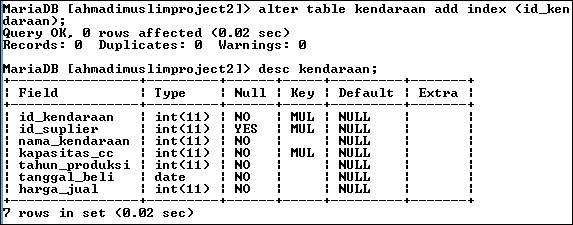 MariaDB [ahmadimuslimproject2]> alter table kendaraan add index (id_ken
daraan);
Query OK, 0 rows affected (0.02 sec)
Records: 0  Duplicates: 0  Warnings: 0
MariaDB [ahmadimuslimproject2]> desc kendaraan;
+----------------+---------+------+-----+---------+-------+
| Field          | Type    | Null | Key | Default | Extra |
+----------------+---------+------+-----+---------+-------+
| id_kendaraan   | int(11) | NO   | MUL | NULL    |       |
| id_suplier     | int(11) | YES  | MUL | NULL    |       |
| nama_kendaraan | int(11) | NO   |     | NULL    |       |
| kapasitas_cc   | int(11) | NO   | MUL | NULL    |       |
| tahun_produksi | int(11) | NO   |     | NULL    |       |
| tanggal_beli   | date    | NO   |     | NULL    |       |
| harga_jual     | int(11) | NO   |     | NULL    |       |
+----------------+---------+------+-----+---------+-------+
7 rows in set (0.02 sec)